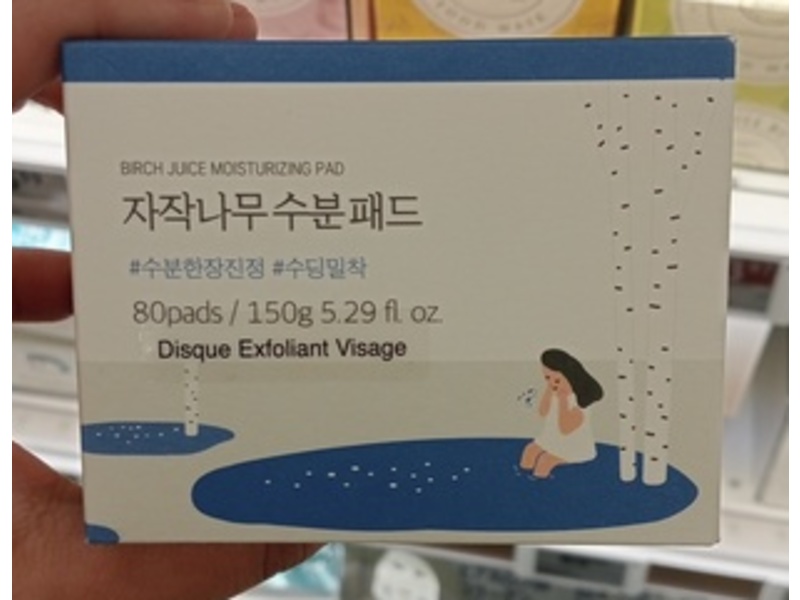 BIRCH JUICE MOISTURIZING PAD
자작나무 수분 패드
#수분한장진정 #수딩밀착
80pads / 150g 5.29 fl. oz.
Disque Exfoliant Visage